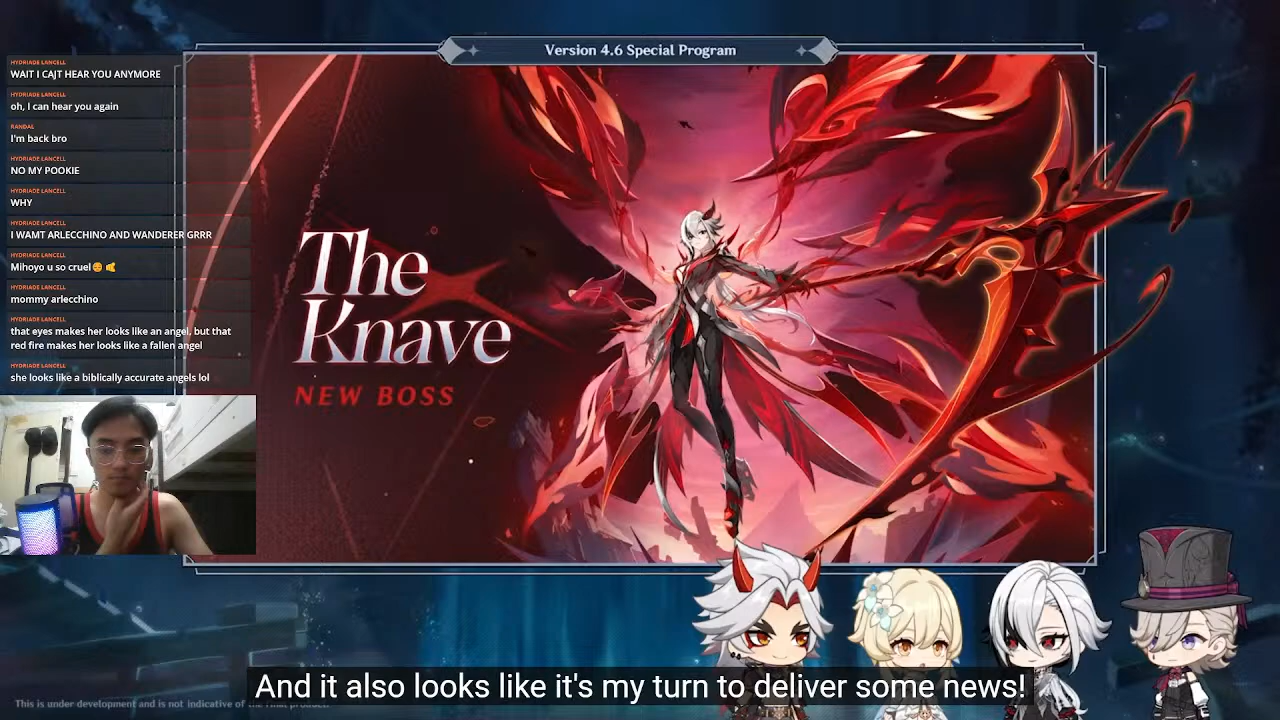 Version 4.6 Special Program
HYDRIADE LANCELL
WAIT I CAJT HEAR YOU ANYMORE
HYDRIADE LANCELL
oh, I can hear you again
RANDAL
I'm back bro
HYDRIADE LANCELL
NO MY POOKIE
HYDRIADE LANCELL
WHY
HYDRIADE LANCELL
I WAMT ARLECCHINO AND WANDERER GRRR
HYDRIADE LANCELL
Mihoyo u so cruel
HYDRIADE LANCELL
mommy arlecchino
HYDRIADE LANCELL
that eyes makes her looks like an angel, but that
red fire makes her looks like a fallen angel
HYDRIADE LANCELL
she looks like a biblically accurate angels lol
The
Knave
NEW BOSS
And it also looks like it's my turn to deliver some news!
This is under development and is not indicative of the final product.